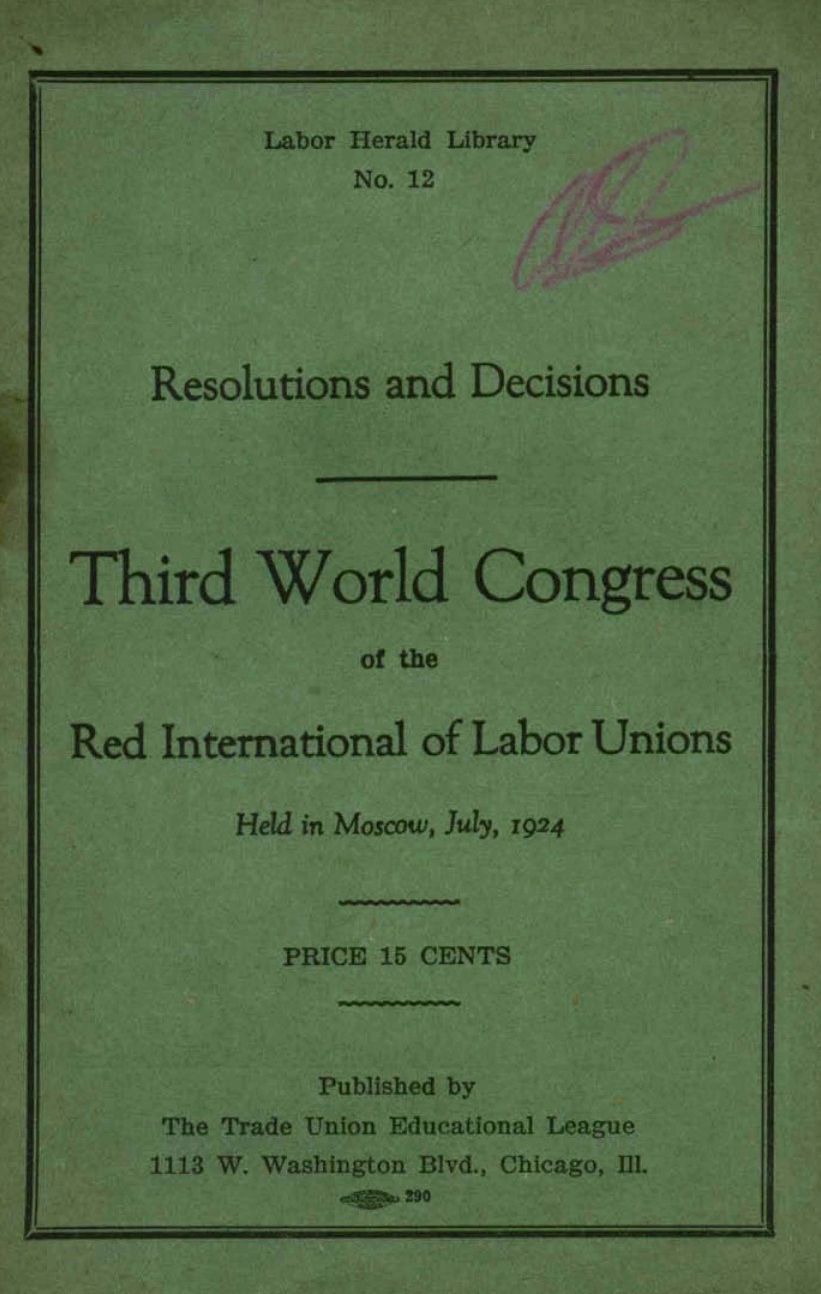 Labor Herald Library
No. 12
Resolutions and Decisions
Third World Congress
of the
Red International of Labor Unions
Held in Moscow, July, 1924
PRICE 15 CENTS
Published by
The Trade Union Educational League
1113 W. Washington Blvd., Chicago, Ill.
290